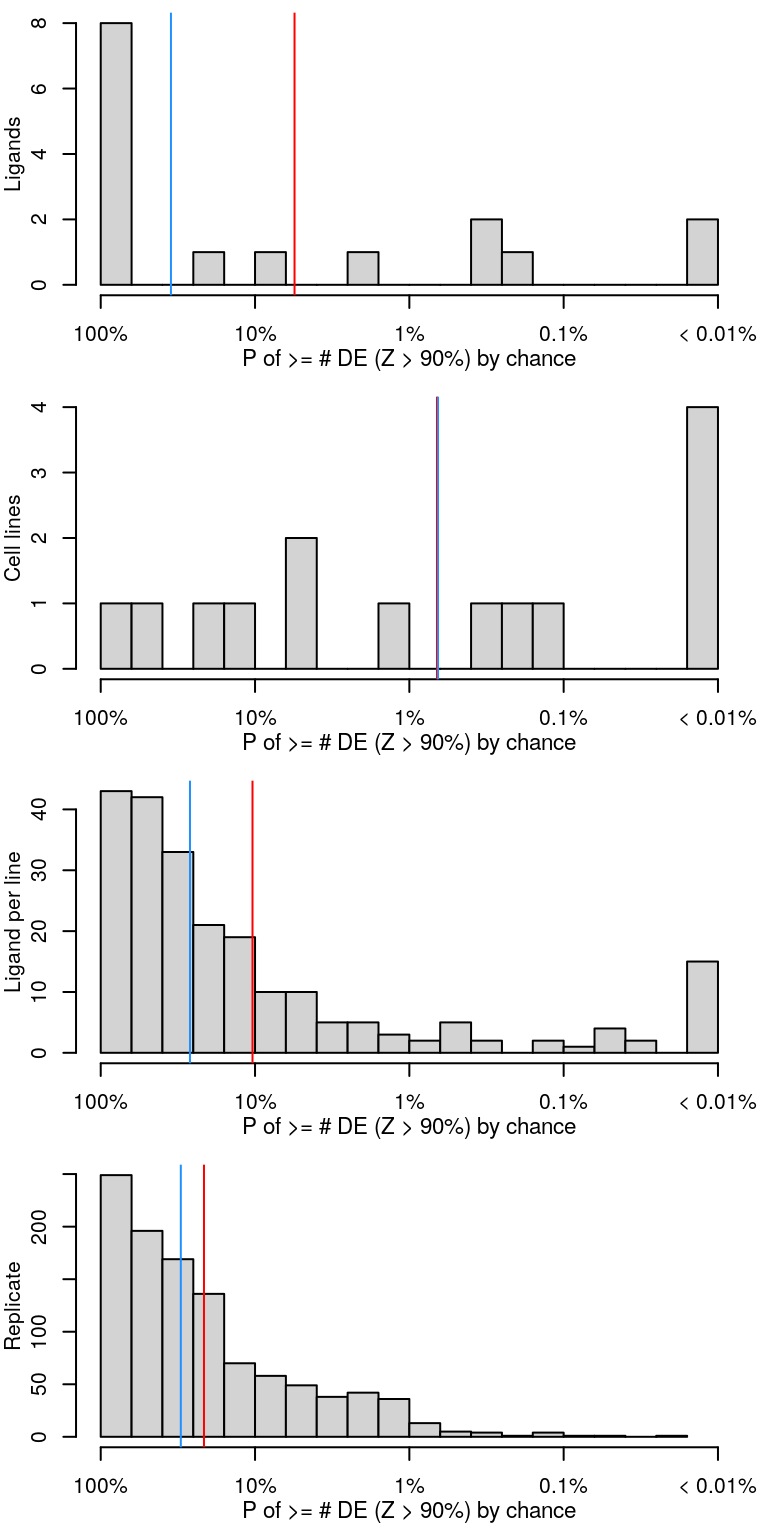 Ligands
0
2
4
6
8
100% 10% 1% 0.1% < 0.01%
P of >= # DE (Z > 90%) by chance
Cell lines
0
1
2
3
4
100% 10% 1% 0.1% < 0.01%
P of >= # DE (Z > 90%) by chance
Ligand per line
0
10
20
30
40
100% 10% 1% 0.1% < 0.01%
P of >= # DE (Z > 90%) by chance
Replicate
0
50
100
200
100% 10% 1% 0.1% < 0.01%
P of >= # DE (Z > 90%) by chance